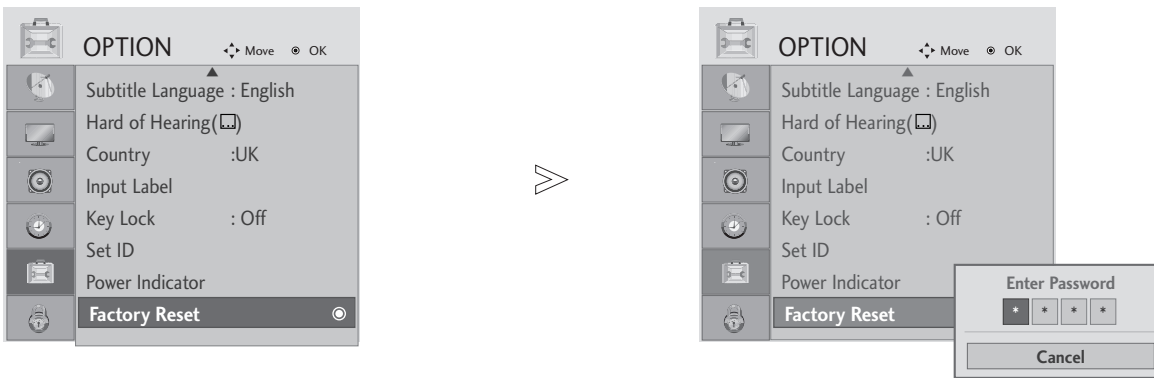 OPTION Move OK
Subtitle Language : English
Hard of Hearing( )
Country :UK
Input Label
Key Lock : Off
Set ID
Power Indicator
Factory Reset
>
OPTION Move OK
Subtitle Language : English
Hard of Hearing( )
Country :UK
Input Label
Key Lock : Off
Set ID
Power Indicator
Factory Reset
Enter Password
* * * *
Cancel